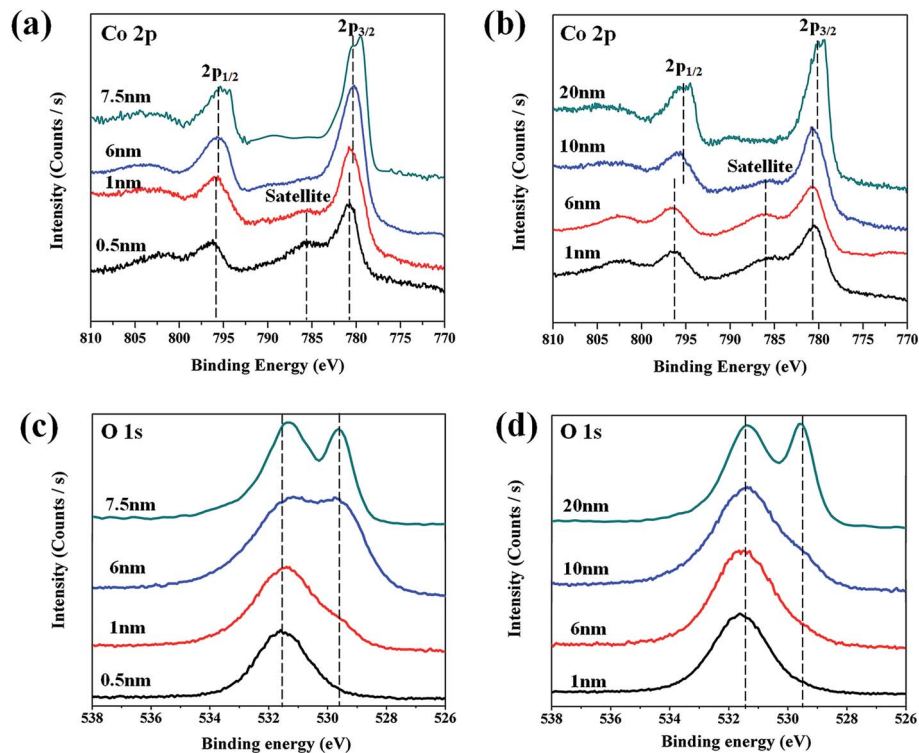 (a)
Co 2p
2p3/2
2p1/2
7.5nm
6nm
1nm
Satellite
0.5nm
Intensity (Counts / s)
810 805 800 795 790 785 780 775 770
Binding Energy (eV)
(b)
Co 2p
2p3/2
2p1/2
20nm
10nm
Satellite
6nm
1nm
Intensity (Counts / s)
810 805 800 795 790 785 780 775 770
Binding Energy (eV)
(c)
O 1s
7.5nm
6nm
1nm
0.5nm
Intensity (Counts / s)
538 536 534 532 530 528 526
Binding energy (eV)
(d)
O 1s
20nm
10nm
6nm
1nm
Intensity (Counts / s)
538 536 534 532 530 528 526
Binding energy (eV)